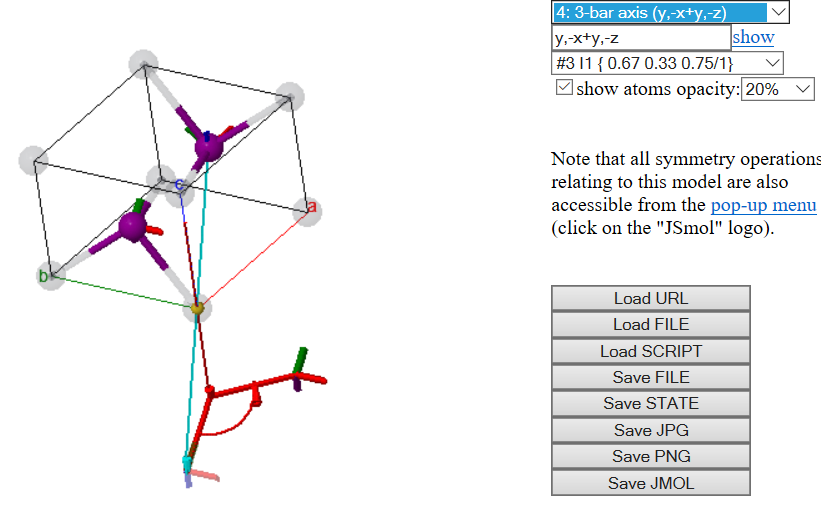 4: 3-bar axis (y,-x+y,-z)
y,-x+y,-z show
#3 I1 { 0.67 0.33 0.75/1}
show atoms opacity: 20%
c
a
b
Note that all symmetry operations
relating to this model are also
accessible from the pop-up menu
(click on the "JSmol" logo).
Load URL
Load FILE
Load SCRIPT
Save FILE
Save STATE
Save JPG
Save PNG
Save JMOL